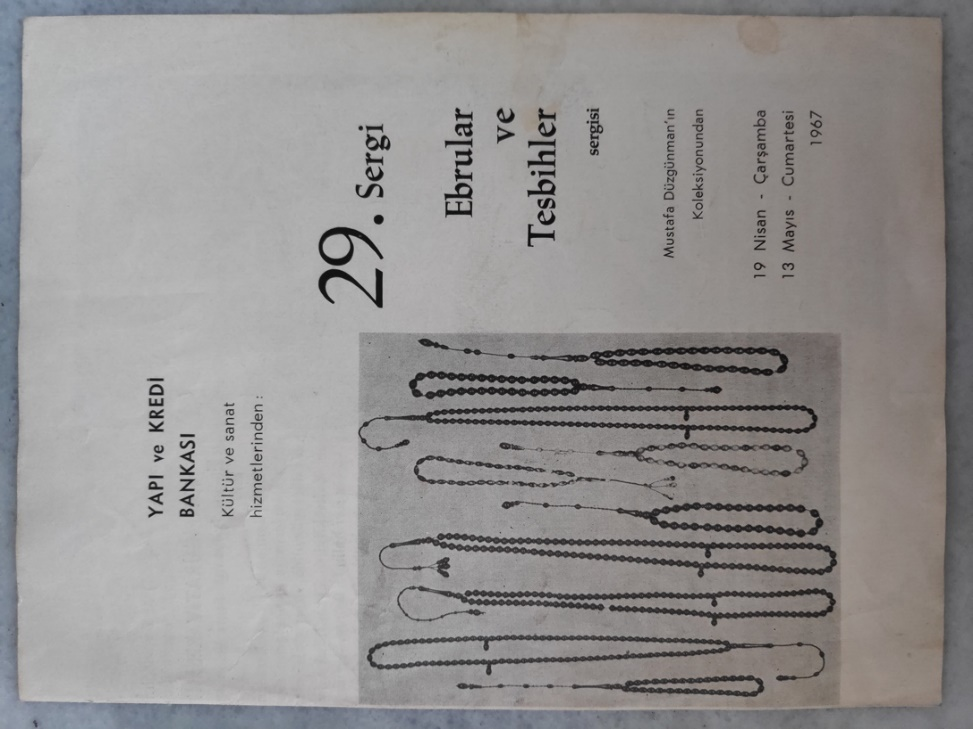 YAPI ve KREDİ
BANKASI
Kültür ve sanat
hizmetlerinden :
29. Sergi
Ebrular
ve
Tesbihler
sergisi
Mustafa Düzgünman'ın
Koleksiyonundan
19 Nisan - Çarşamba
13 Mayıs - Cumartesi
1967